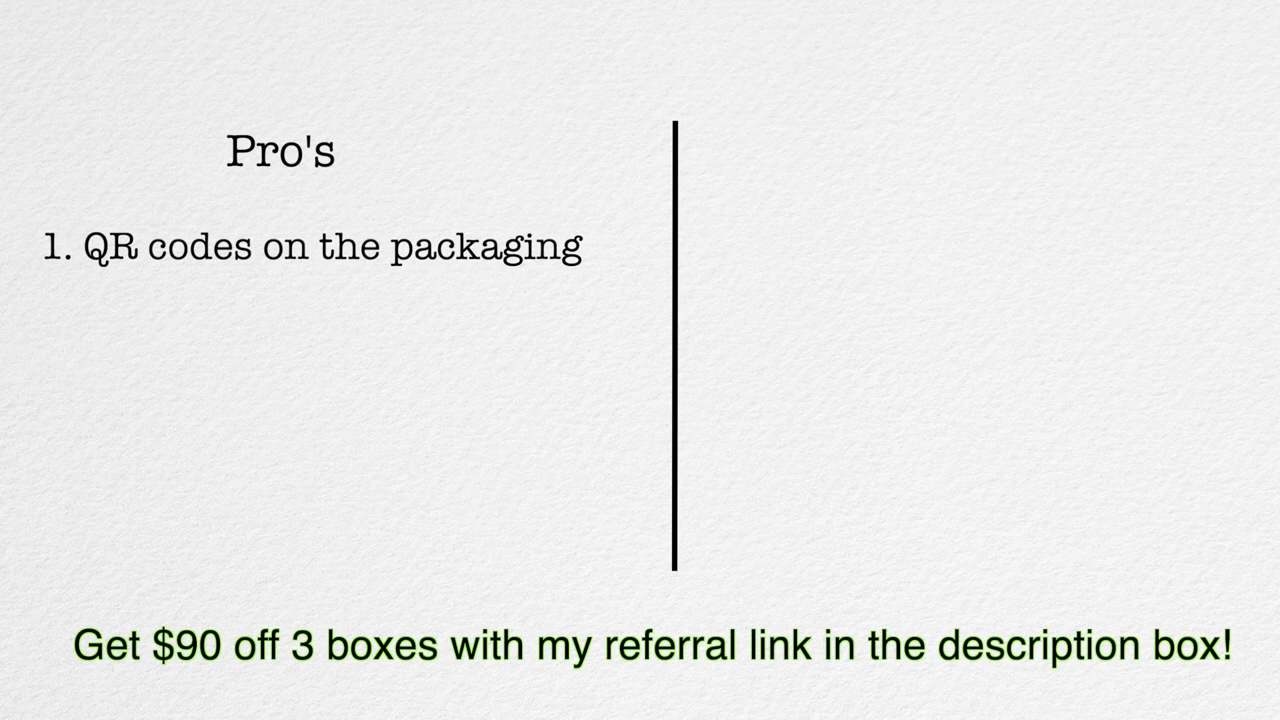 Pro's
1. QR codes on the packaging
Get $90 off 3 boxes with my referral link in the description box!